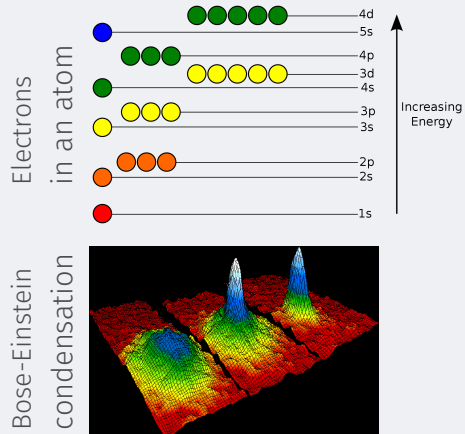 Electrons
in an atom
4d
5s
4p
3d
4s
3p
3s
2p
2s
1s
Increasing
Energy
Bose-Einstein
condensation